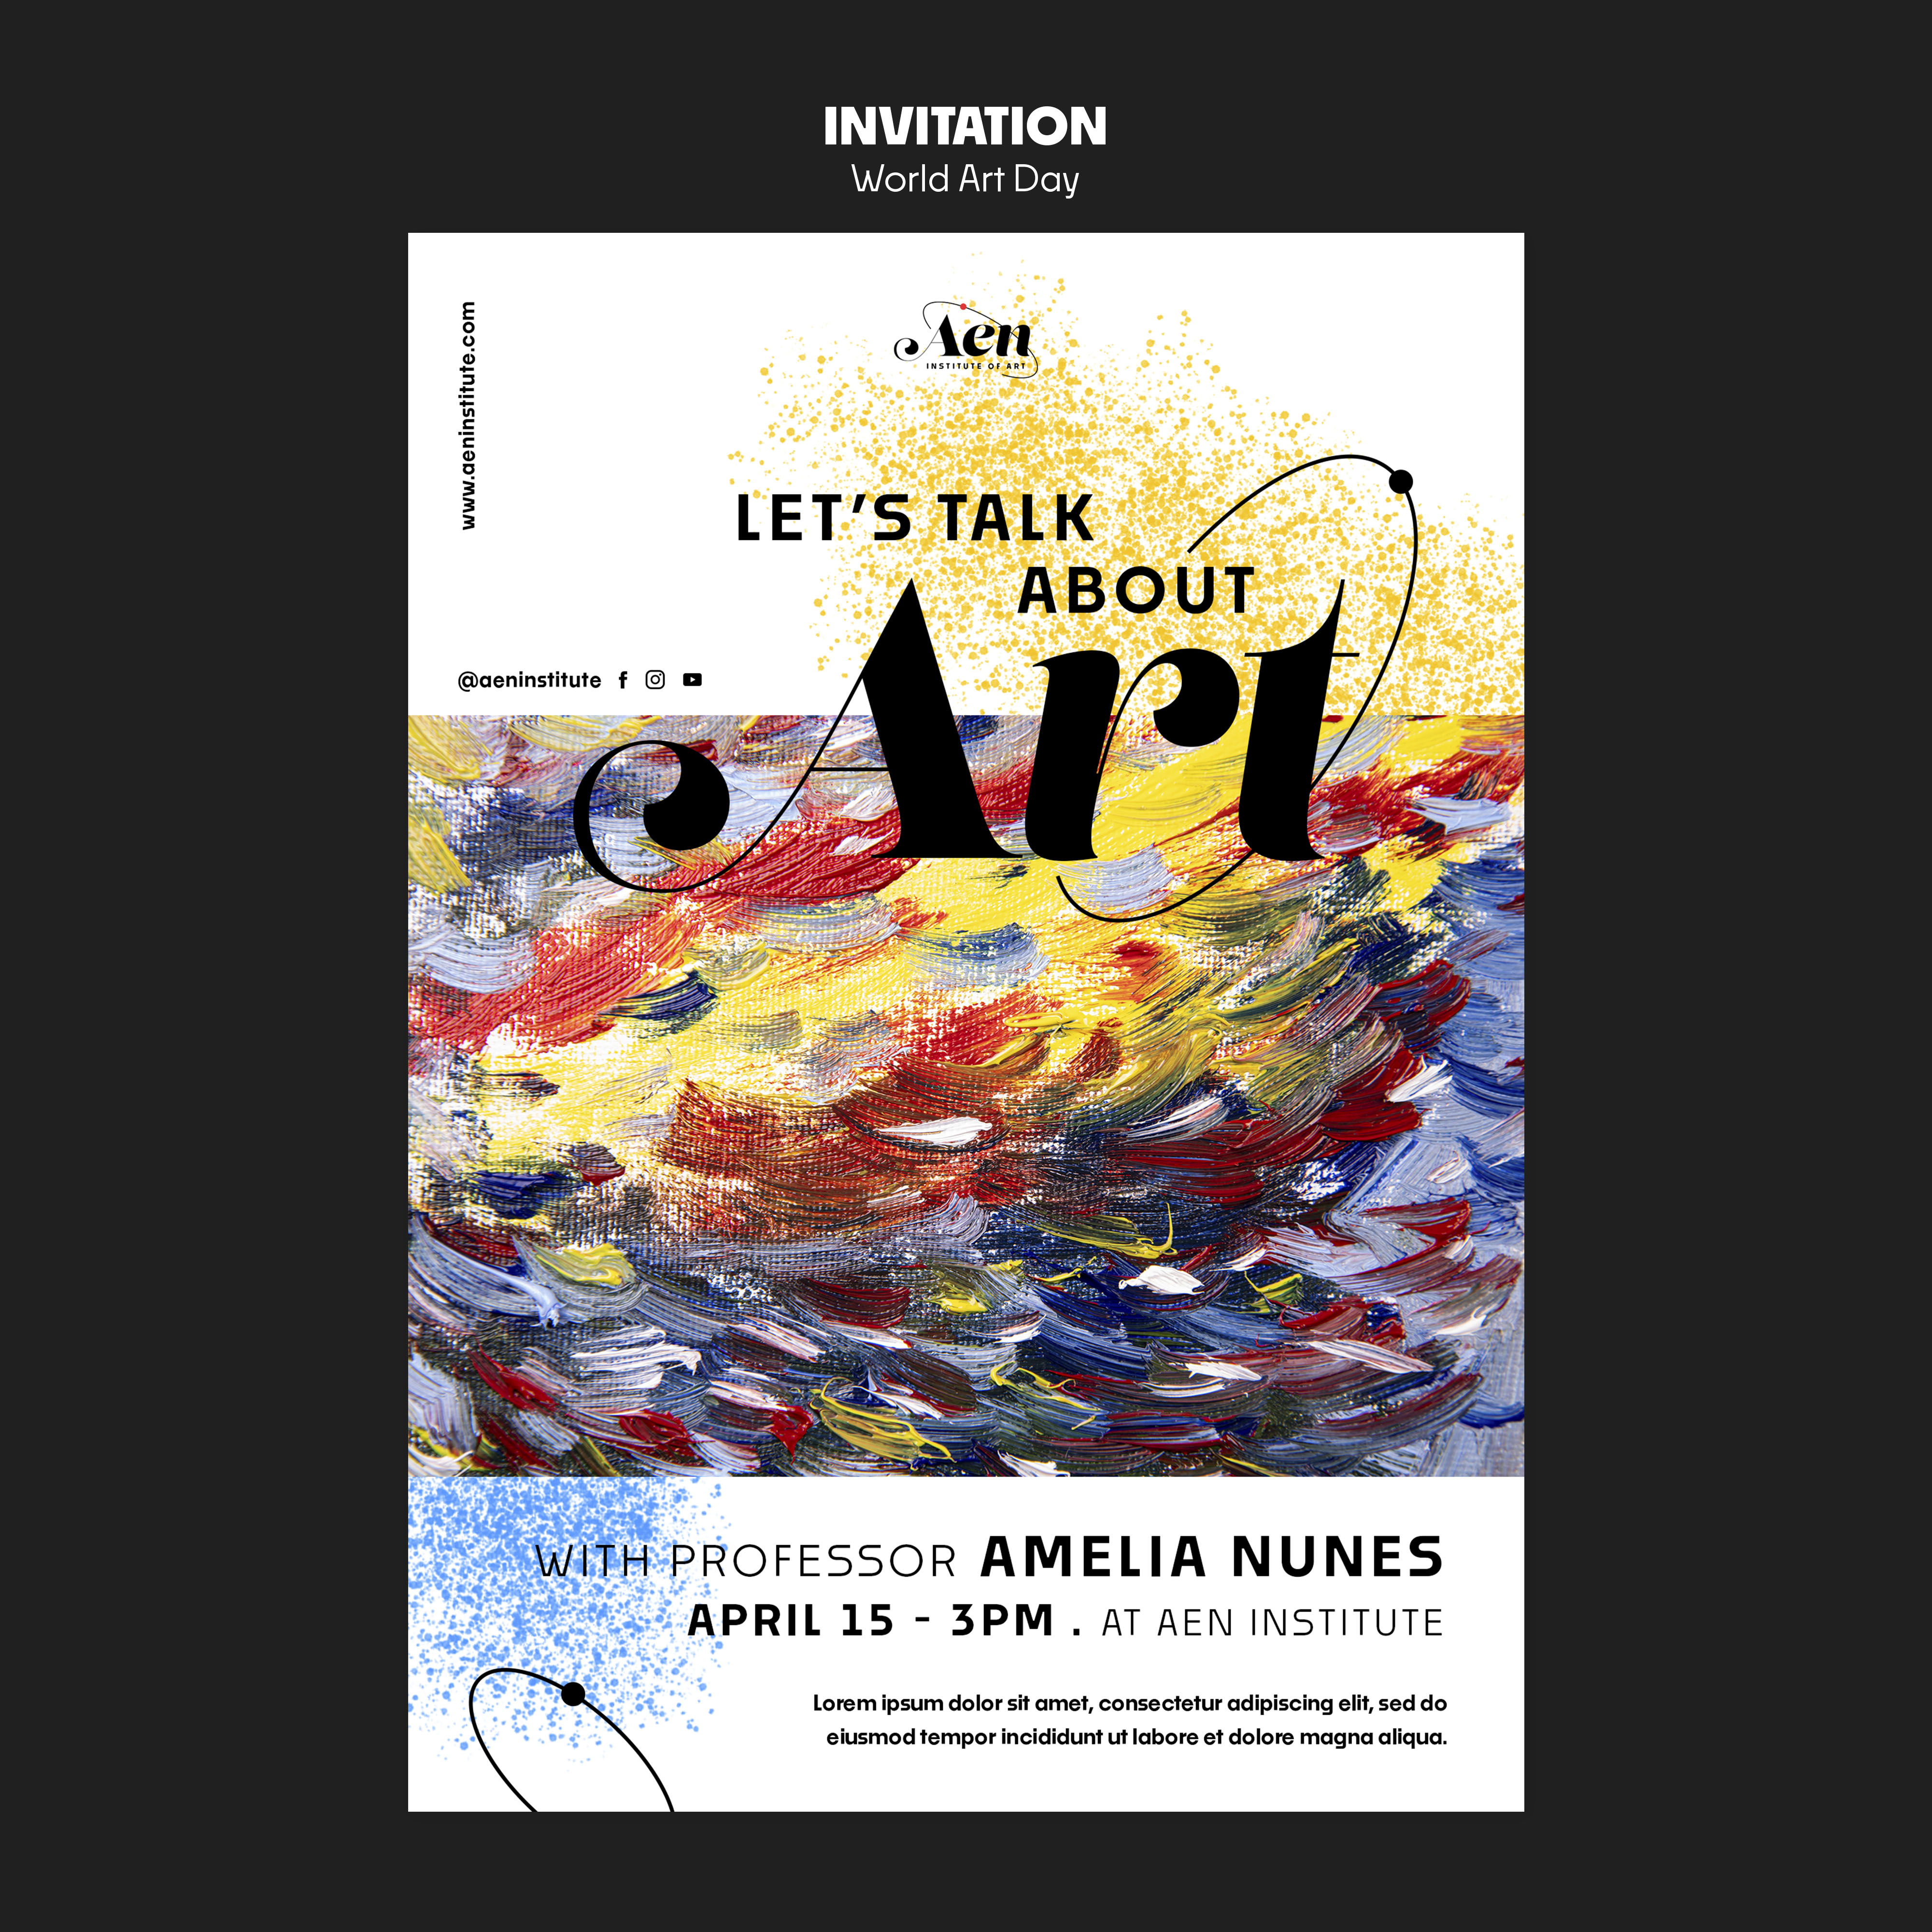 INVITATION
World Art Day
www.aeninstitute.com
Aen
INSTITUTE OF ART
LET'S TALK
ABOUT
Art
@aeninstitute
WITH PROFESSOR AMELIA NUNES
APRIL 15 - 3PM . AT AEN INSTITUTE
Lorem ipsum dolor sit amet, consectetur adipiscing elit, sed do
eiusmod tempor incididunt ut labore et dolore magna aliqua.